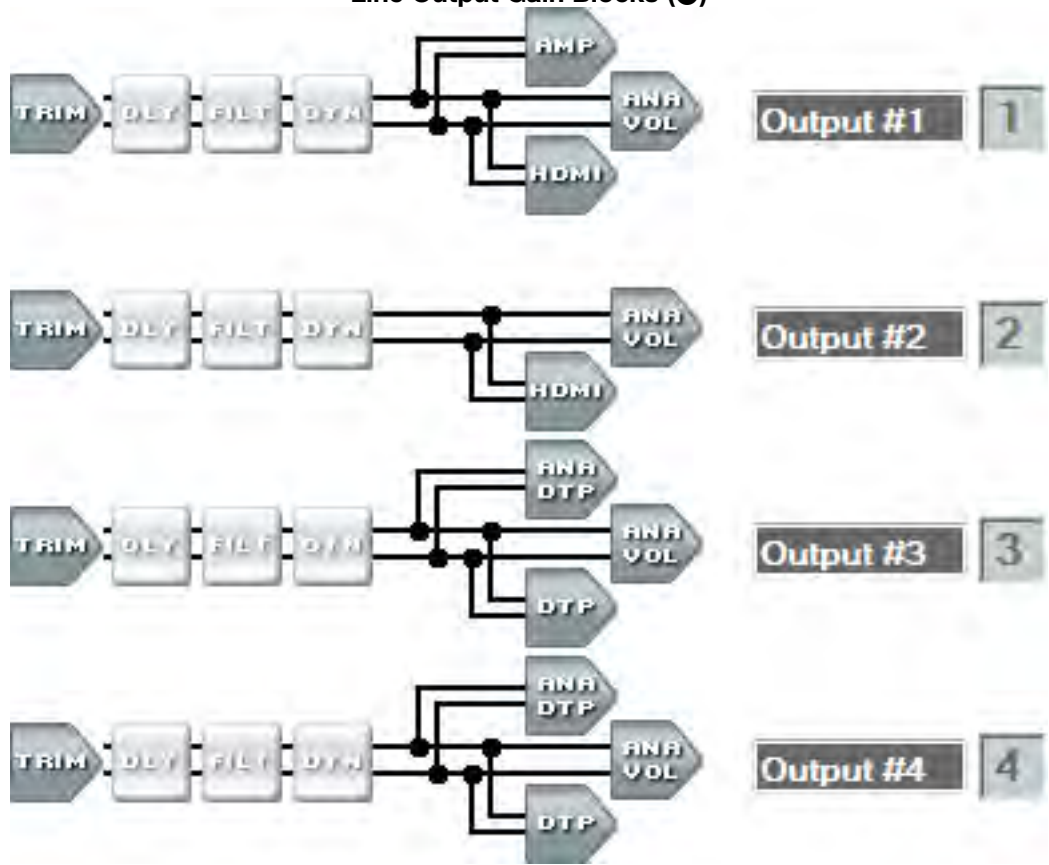 Line Output Gain Blocks
AMP
TRIM DLY FILT DYN ANA VOL Output #1 1
HDMI
TRIM DLY FILT DYN ANA VOL Output #2 2
HDMI
ANA DTP
TRIM DLY FILT DYN ANA VOL Output #3 3
DTP
ANA DTP
TRIM DLY FILT DYN ANA VOL Output #4 4
DTP